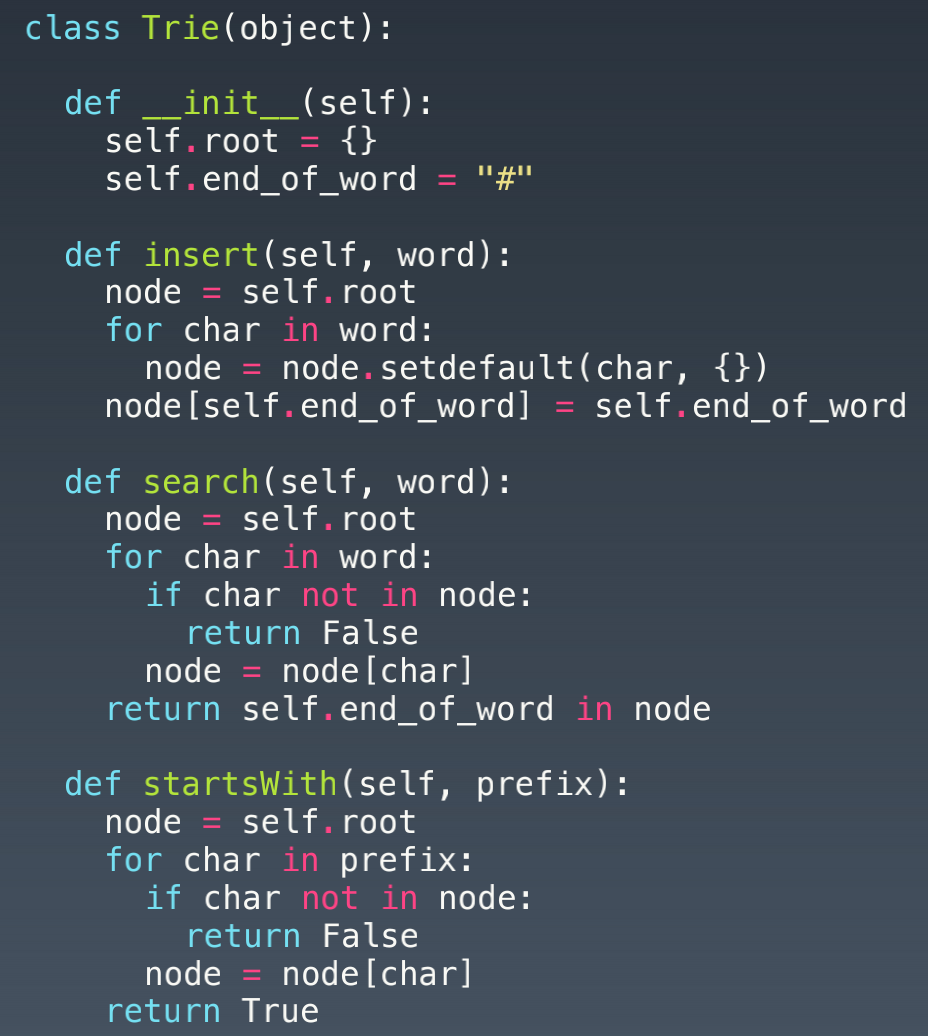 class Trie(object):
  def __init__(self):
    self.root = {}
    self.end_of_word = "#"
  def insert(self, word):
    node = self.root
    for char in word:
      node = node.setdefault(char, {})
    node[self.end_of_word] = self.end_of_word
  def search(self, word):
    node = self.root
    for char in word:
      if char not in node:
        return False
      node = node[char]
    return self.end_of_word in node
  def startsWith(self, prefix):
    node = self.root
    for char in prefix:
      if char not in node:
        return False
      node = node[char]
    return True